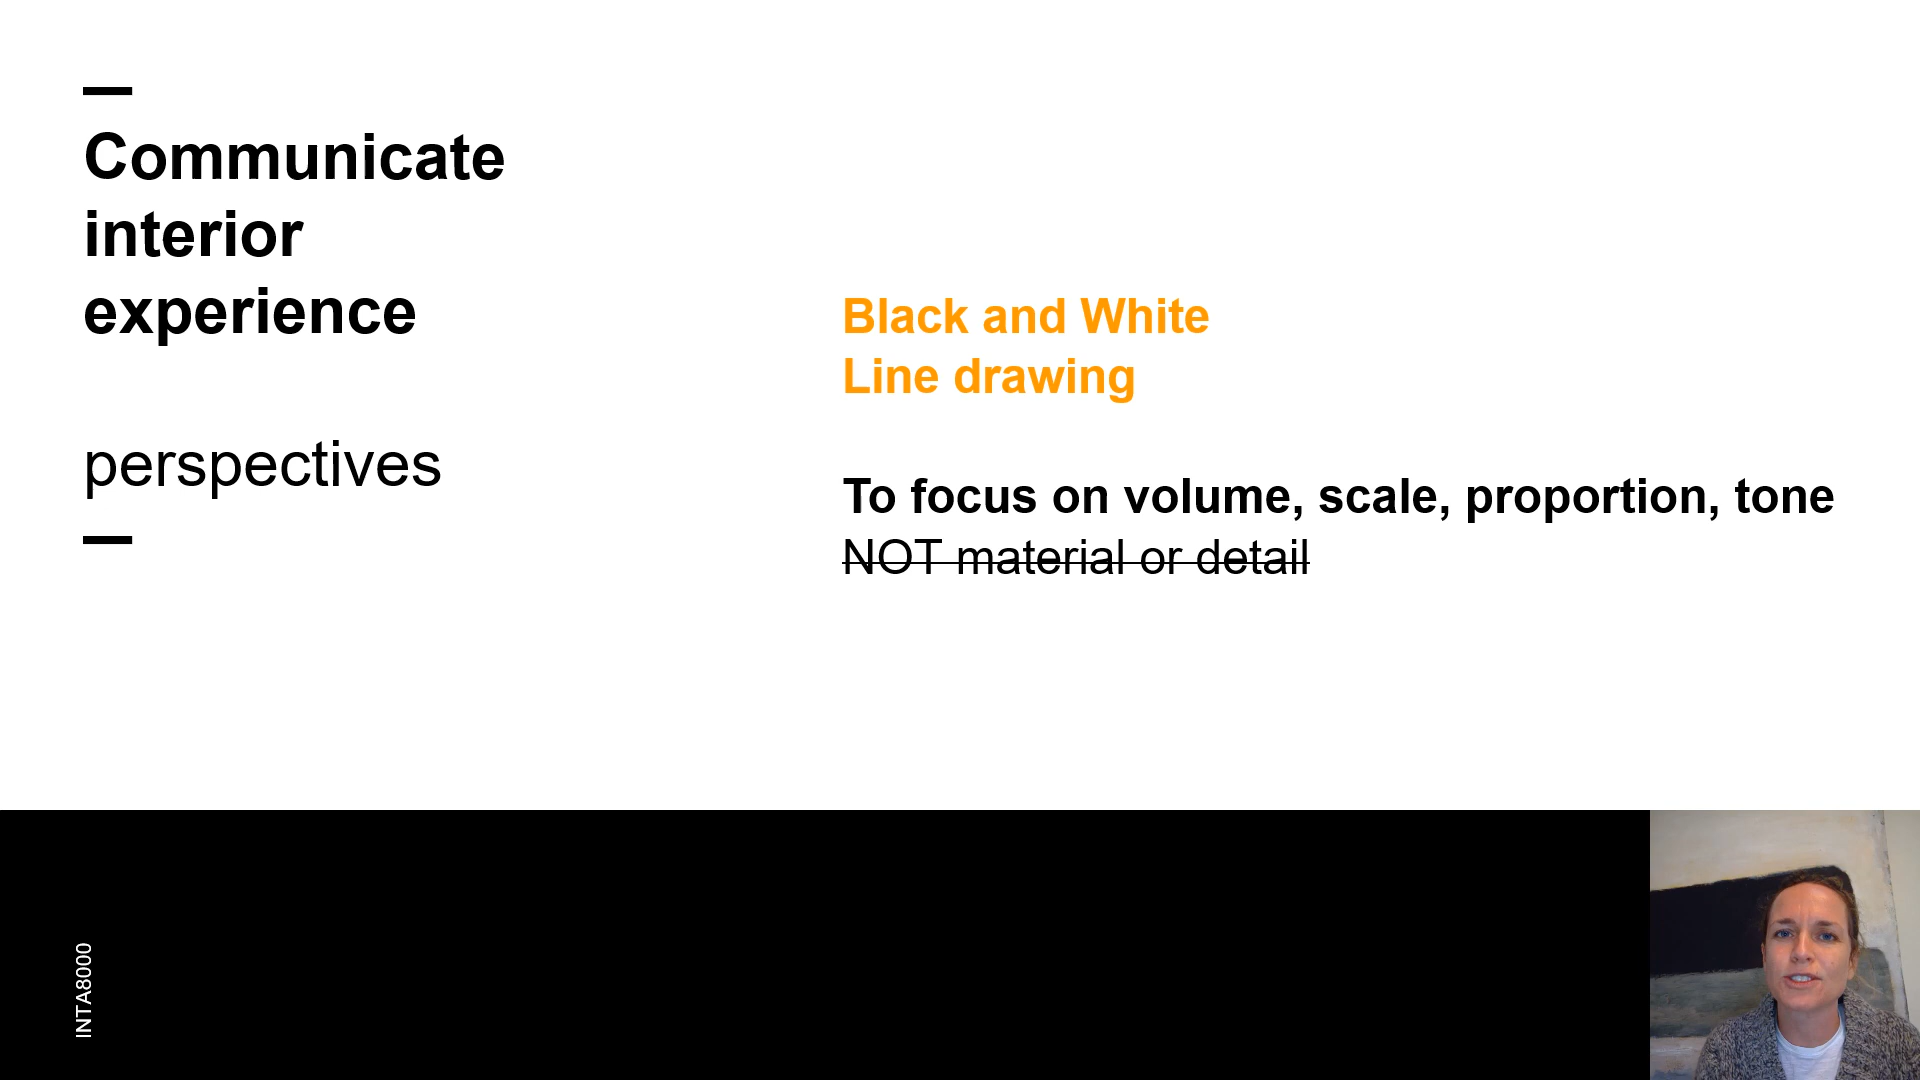 Communicate
interior
experience
perspectives
Black and White
Line drawing
To focus on volume, scale, proportion, tone
NOT material or detail
INTA8000